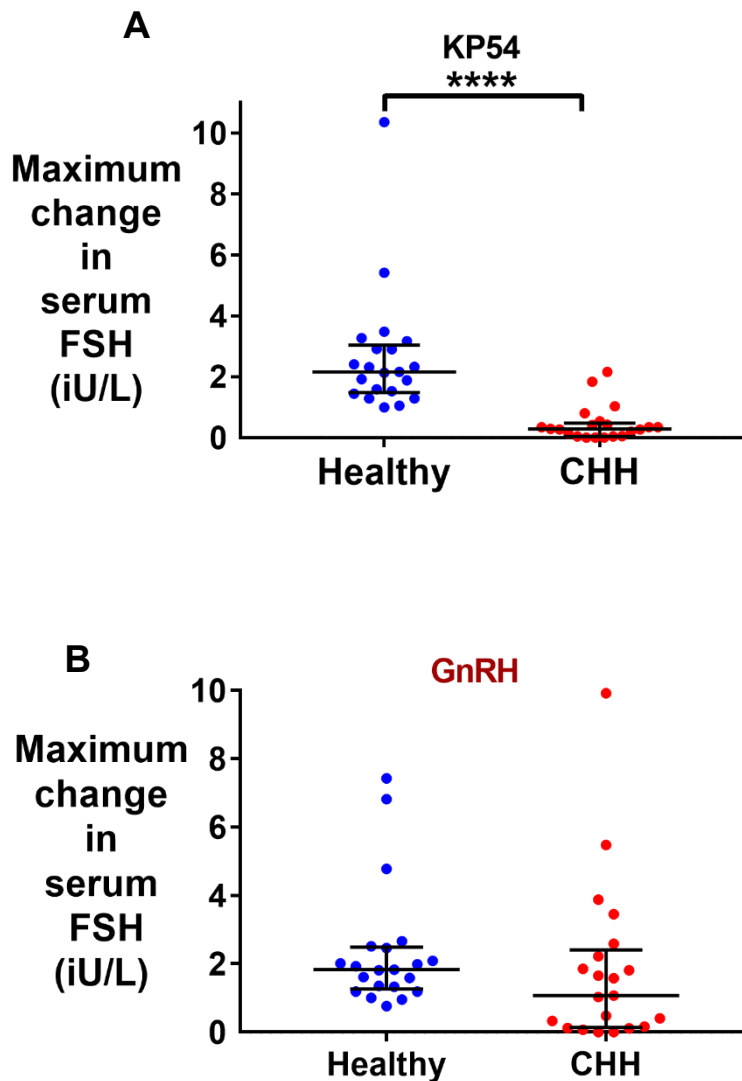 A
KP54
****
Maximum
change
in
serum
FSH
(iU/L)
10
8
6
4
2
0
Healthy
CHH
B
GnRH
Maximum
change
in
serum
FSH
(iU/L)
10
8
6
4
2
0
Healthy
CHH